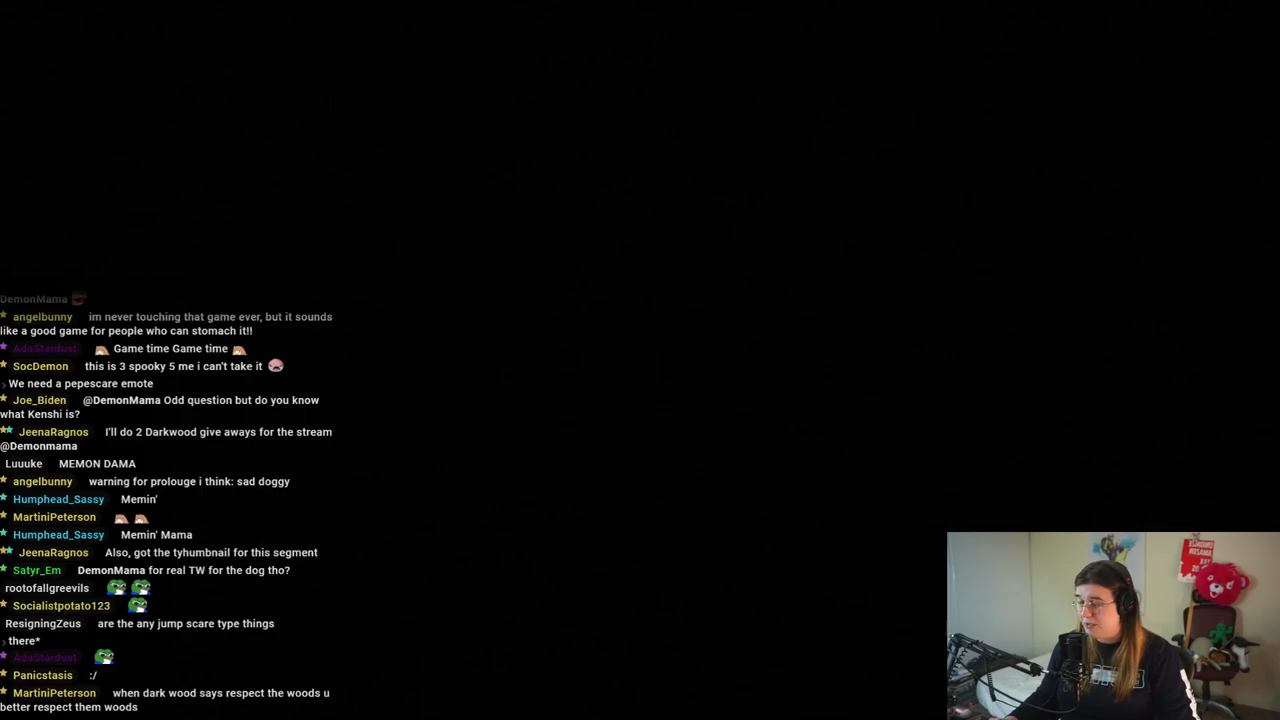 DemonMama
angelbunny im never touching that game ever, but it sounds
like a good game for people who can stomach it!!
AdaStardust Game time Game time
SocDemon this is 3 spooky 5 me i can't take it
We need a pepescare emote
Joe_Biden @DemonMama Odd question but do you know
what Kenshi is?
JeenaRagnos I'll do 2 Darkwood give aways for the stream
@Demonmama
Luuuke MEMON DAMA
angelbunny warning for prolouge i think: sad doggy
Humphead_Sassy Memin'
MartiniPeterson
Humphead_Sassy Memin' Mama
JeenaRagnos Also, got the tyhumbnail for this segment
Satyr_Em DemonMama for real TW for the dog tho?
rootofallgreevils
Socialistpotato123
ResigningZeus are the any jump scare type things
there*
AdaStardust
Panicstasis :/
MartiniPeterson when dark wood says respect the woods u
better respect them woods